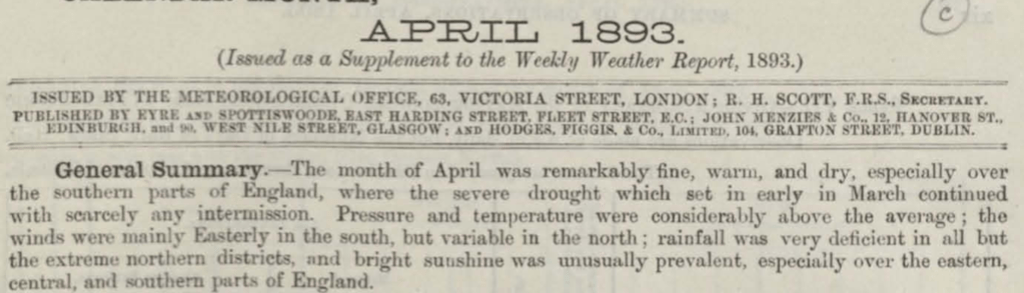 APRIL 1893.
(Issued as a Supplement to the Weekly Weather Report, 1893.)
ISSUED BY THE METEOROLOGICAL OFFICE, 63, VICTORIA STREET, LONDON; R. H. SCOTT, F.R.S., SECRETARY.
PUBLISHED BY EYRE AND SPOTTISWOODE, EAST HARDING STREET, FLEET STREET, E.C.; JOHN MENZIES & Co., 12, HANOVER ST.,
EDINBURGH, and 90, WEST NILE STREET, GLASGOW; AND HODGES, FIGGIS, & Co., LIMITED, 104, GRAFTON STREET, DUBLIN.
General Summary.—The month of April was remarkably fine, warm, and dry, especially over
the southern parts of England, where the severe drought which set in early in March continued
with scarcely any intermission. Pressure and temperature were considerably above the average; the
winds were mainly Easterly in the south, but variable in the north; rainfall was very deficient in all but
the extreme northern districts, and bright sunshine was unusually prevalent, especially over the eastern,
central, and southern parts of England.